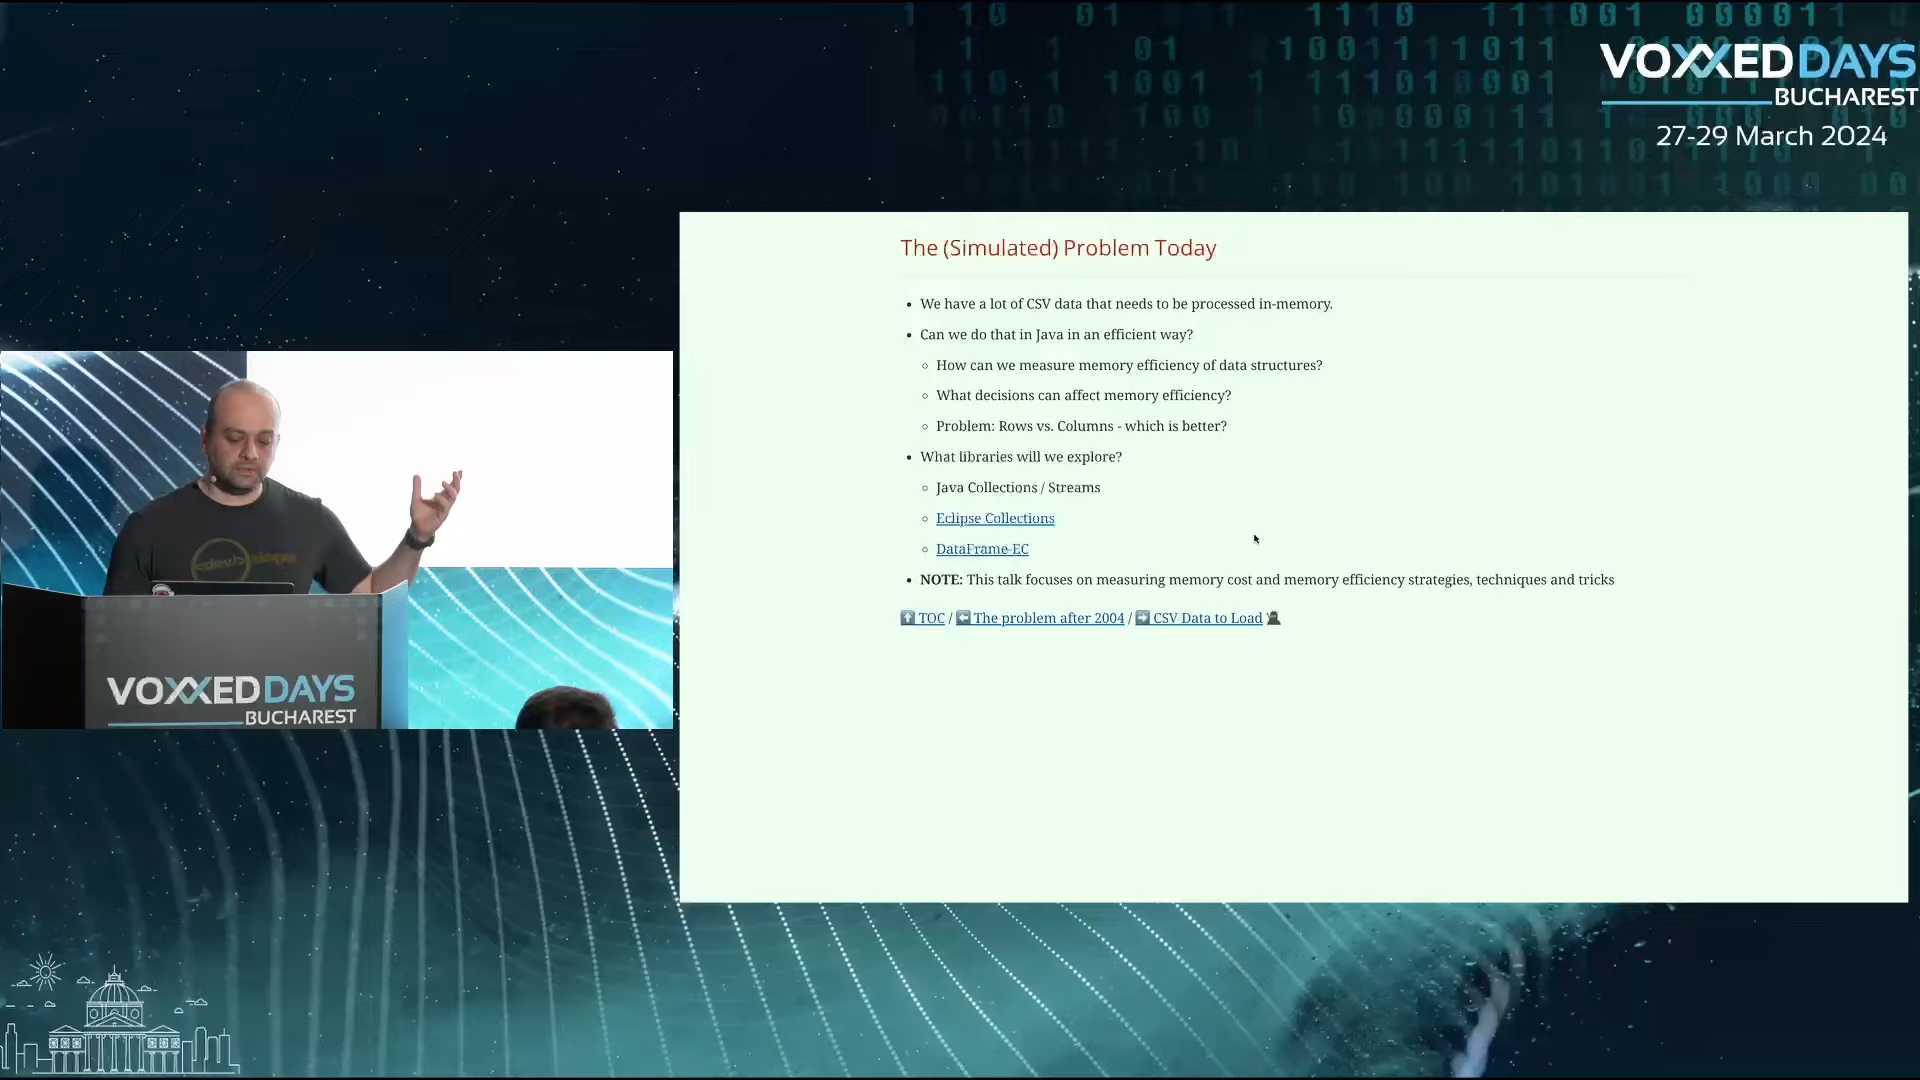 VOXXEDDAYS
BUCHAREST
27-29 March 2024
The (Simulated) Problem Today
• We have a lot of CSV data that needs to be processed in-memory.
• Can we do that in Java in an efficient way?
◦ How can we measure memory efficiency of data structures?
◦ What decisions can affect memory efficiency?
◦ Problem: Rows vs. Columns - which is better?
• What libraries will we explore?
◦ Java Collections / Streams
◦ Eclipse Collections
◦ DataFrame-EC
• NOTE: This talk focuses on measuring memory cost and memory efficiency strategies, techniques and tricks
TOC / The problem after 2004 / CSV Data to Load
VOXXEDDAYS
BUCHAREST